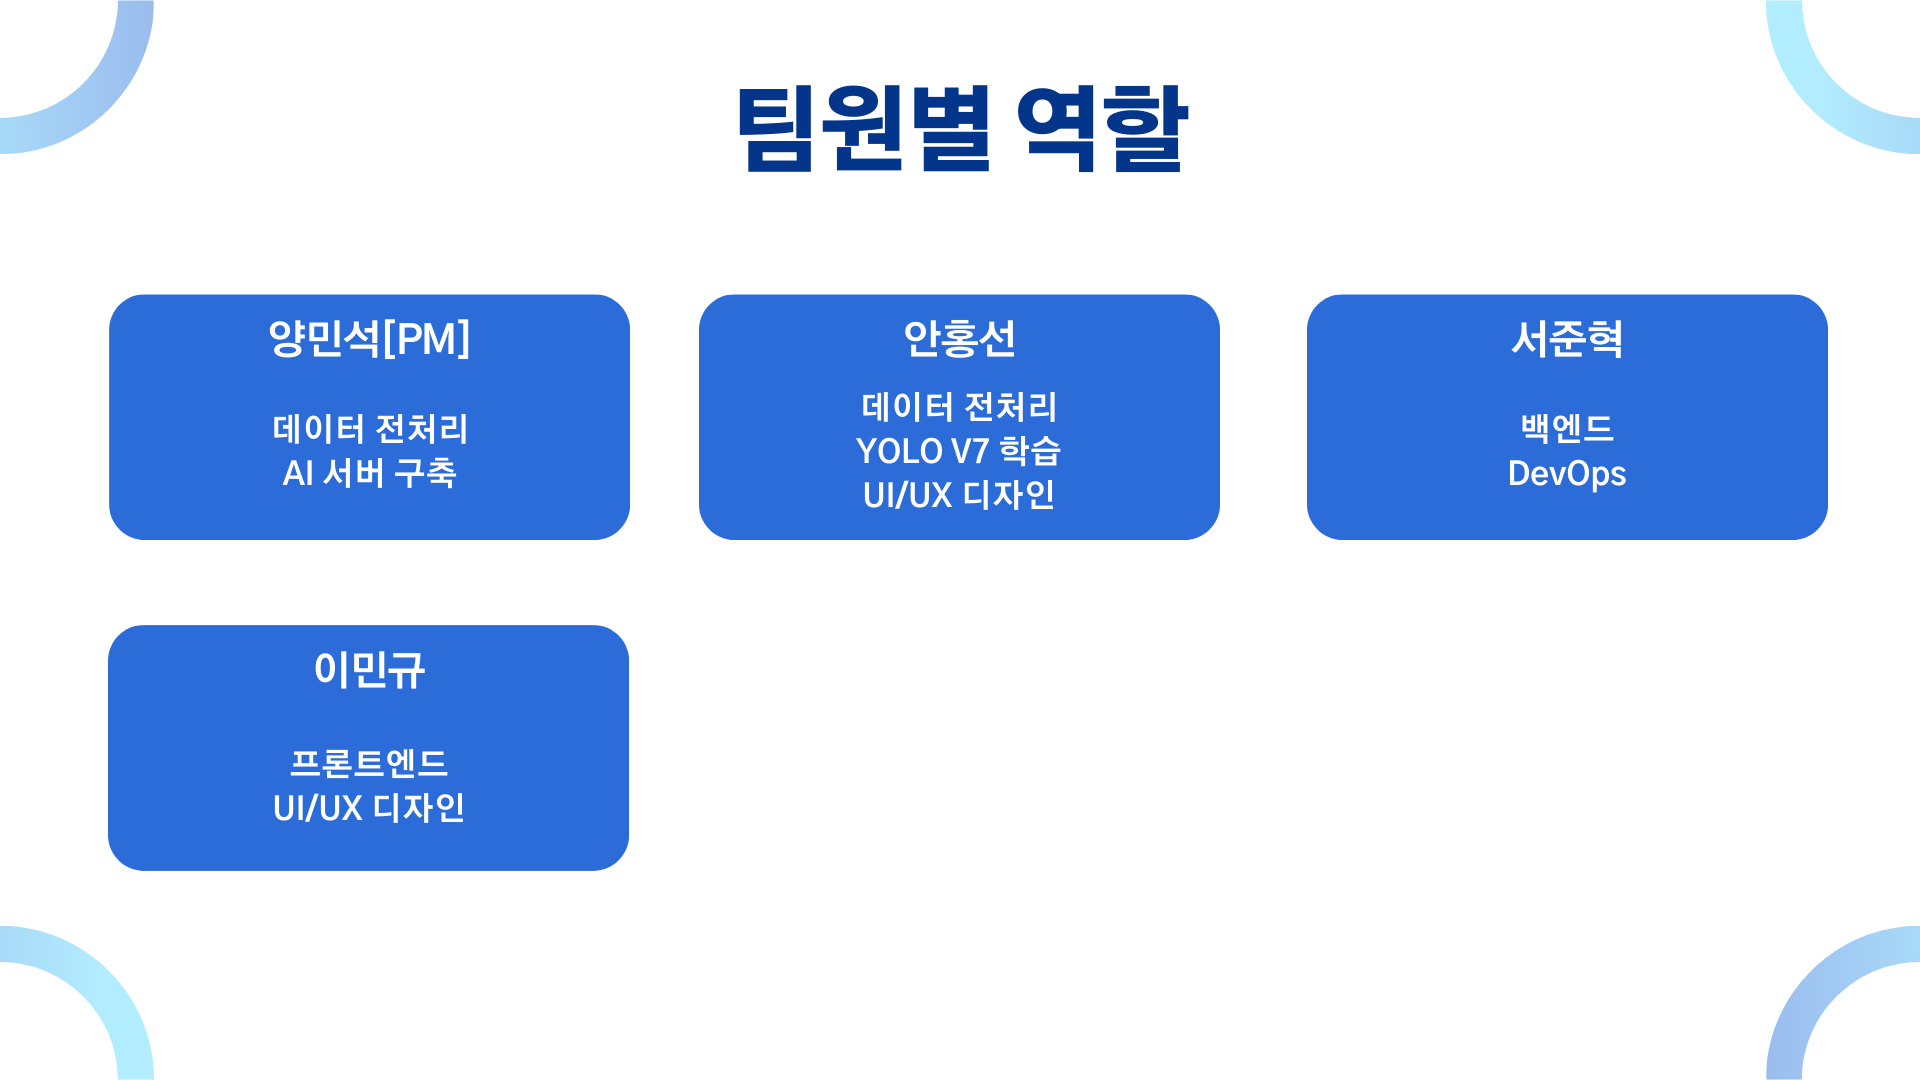 팀원별 역할
양민석[PM]
데이터 전처리
AI 서버 구축
안홍선
데이터 전처리
YOLO V7 학습
UI/UX 디자인
서준혁
백엔드
DevOps
이민규
프론트엔드
UI/UX 디자인